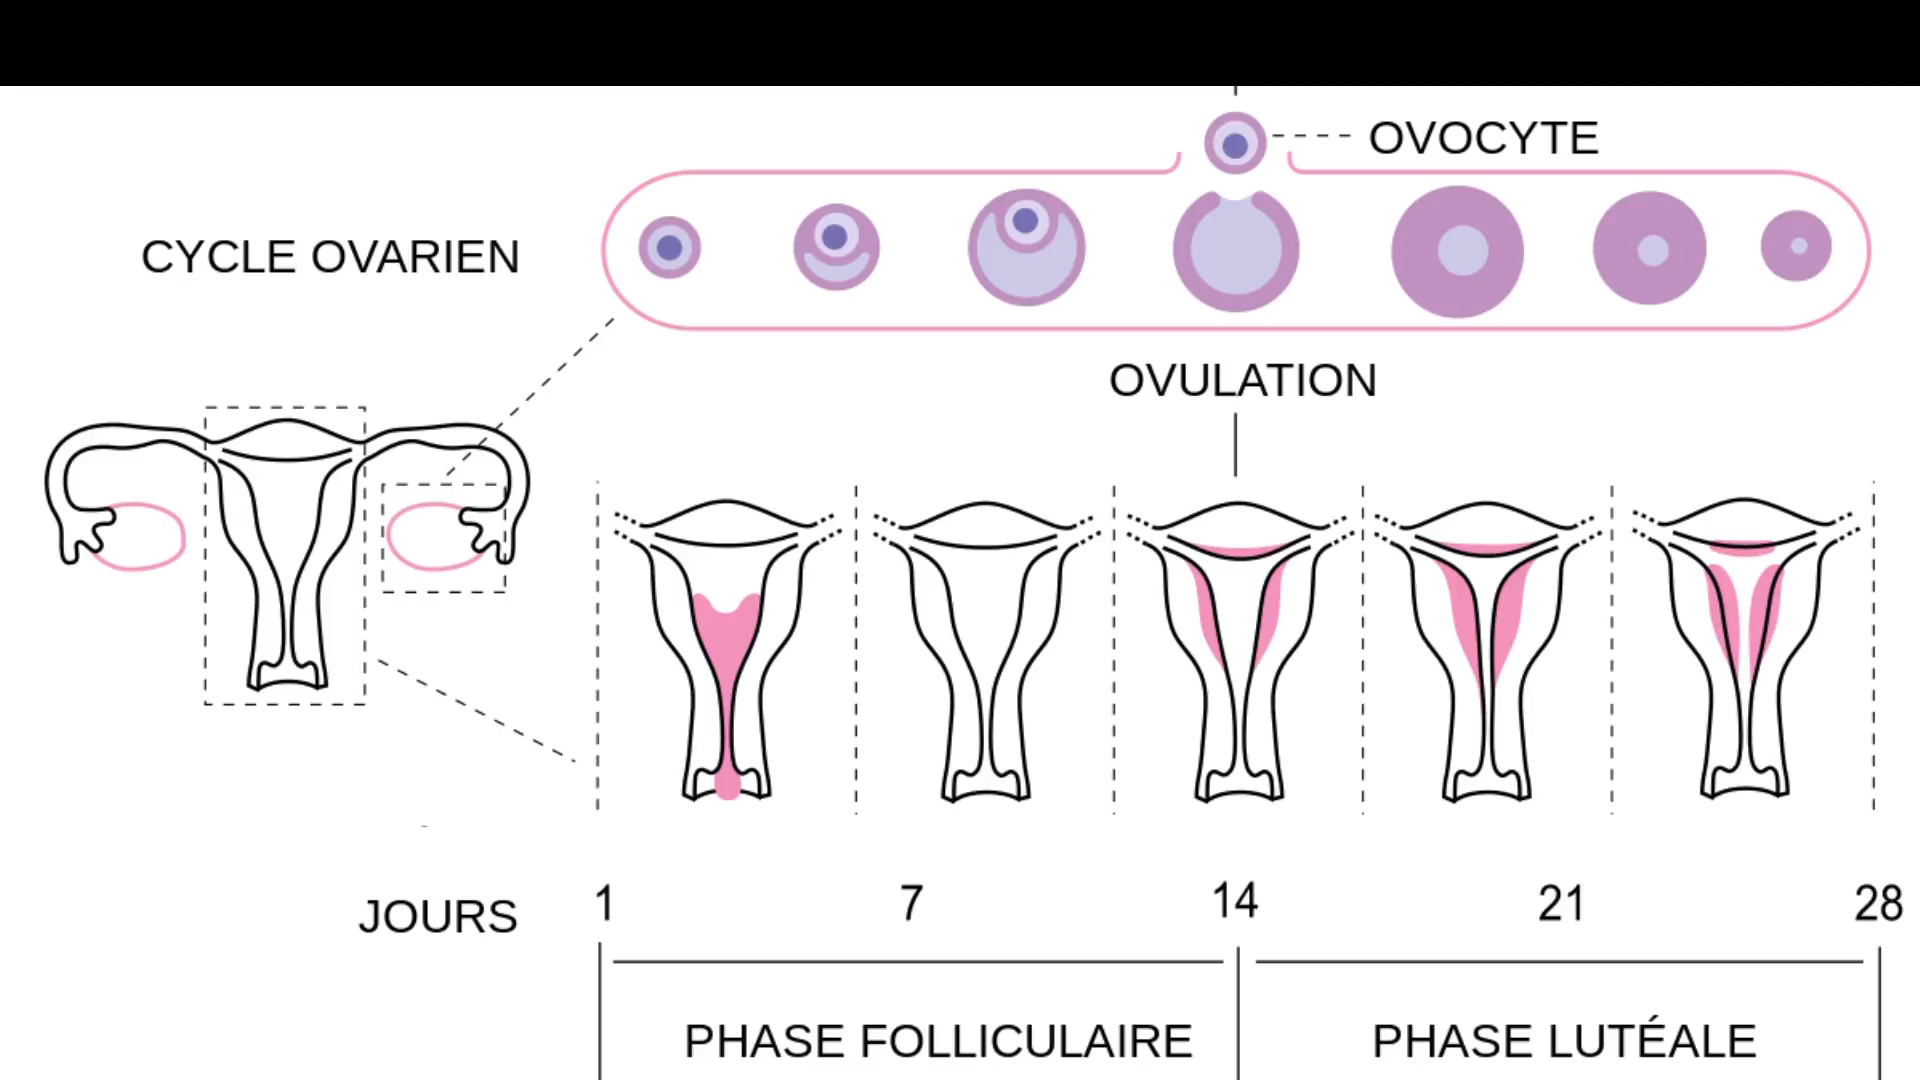 OVOCYTE
CYCLE OVARIEN
OVULATION
JOURS 1 7 14 21 28
PHASE FOLLICULAIRE PHASE LUTÉALE